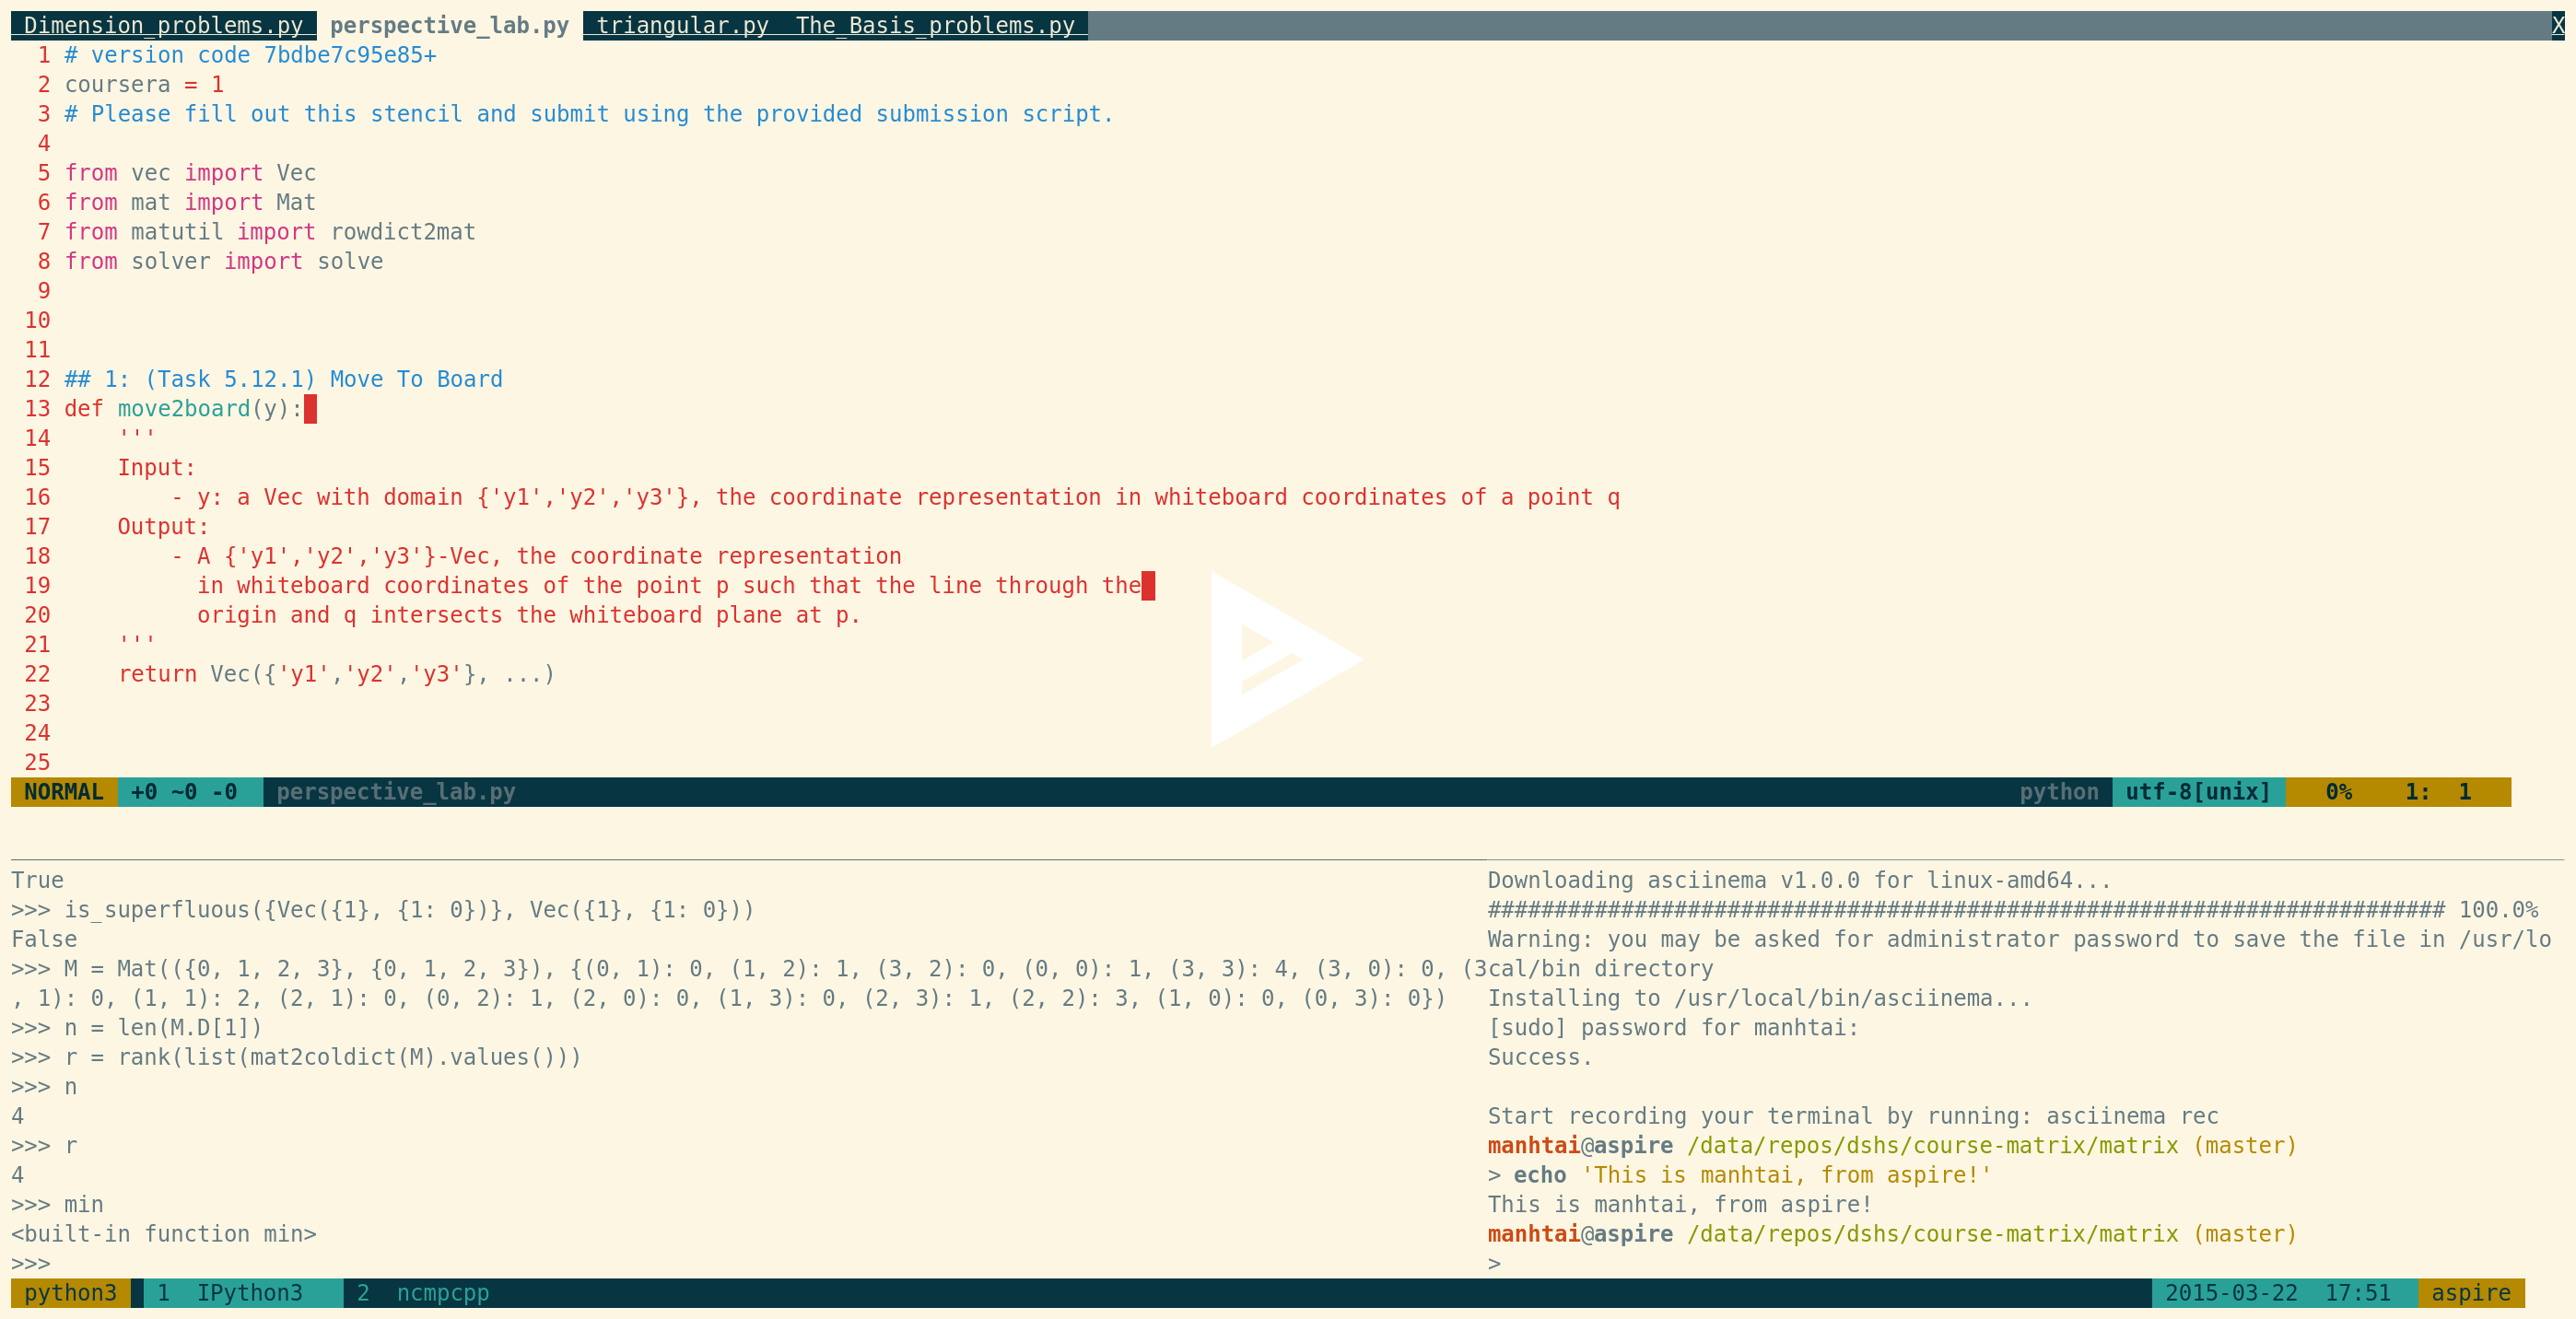 Dimension_problems.py  perspective_lab.py  triangular.py  The_Basis_problems.py X
1 # version code 7bdbe7c95e85+
2 coursera = 1
3 # Please fill out this stencil and submit using the provided submission script.
4
5 from vec import Vec
6 from mat import Mat
7 from matutil import rowdict2mat
8 from solver import solve
9
10
11
12 ## 1: (Task 5.12.1) Move To Board
13 def move2board(y):
14     '''
15     Input:
16         - y: a Vec with domain {'y1','y2','y3'}, the coordinate representation in whiteboard coordinates of a point q
17     Output:
18         - A {'y1','y2','y3'}-Vec, the coordinate representation
19           in whiteboard coordinates of the point p such that the line through the
20           origin and q intersects the whiteboard plane at p.
21     '''
22     return Vec({'y1','y2','y3'}, ...)
23
24
25
NORMAL +0 ~0 -0 perspective_lab.py python utf-8[unix] 0% 1: 1
True
>>> is_superfluous({Vec({1}, {1: 0})}, Vec({1}, {1: 0}))
False
>>> M = Mat(({0, 1, 2, 3}, {0, 1, 2, 3}), {(0, 1): 0, (1, 2): 1, (3, 2): 0, (0, 0): 1, (3, 3): 4, (3, 0): 0, (3
, 1): 0, (1, 1): 2, (2, 1): 0, (0, 2): 1, (2, 0): 0, (1, 3): 0, (2, 3): 1, (2, 2): 3, (1, 0): 0, (0, 3): 0})
>>> n = len(M.D[1])
>>> r = rank(list(mat2coldict(M).values()))
>>> n
4
>>> r
4
>>> min
<built-in function min>
>>>
Downloading asciinema v1.0.0 for linux-amd64...
######################################################################## 100.0%
Warning: you may be asked for administrator password to save the file in /usr/lo
cal/bin directory
Installing to /usr/local/bin/asciinema...
[sudo] password for manhtai:
Success.

Start recording your terminal by running: asciinema rec
manhtai@aspire /data/repos/dshs/course-matrix/matrix (master)
> echo 'This is manhtai, from aspire!'
This is manhtai, from aspire!
manhtai@aspire /data/repos/dshs/course-matrix/matrix (master)
>
python3 1 IPython3 2 ncmpcpp 2015-03-22 17:51 aspire